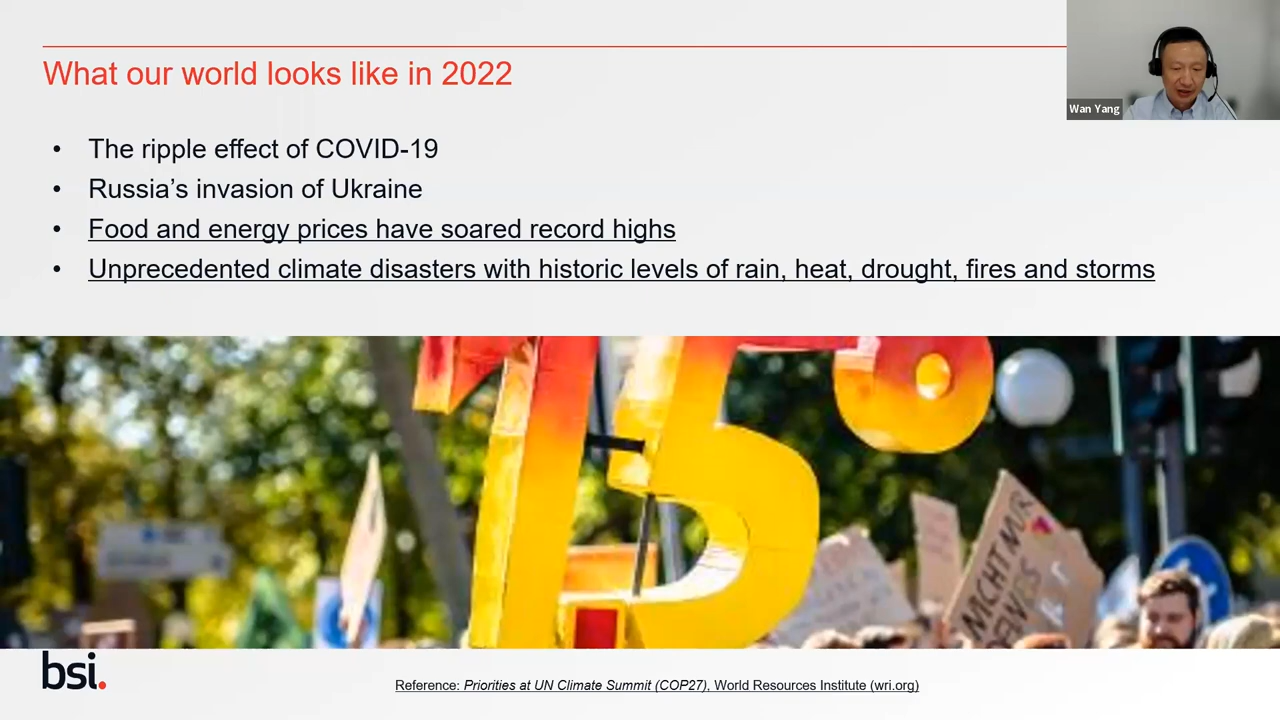 What our world looks like in 2022
Wan Yang
• The ripple effect of COVID-19
• Russia’s invasion of Ukraine
• Food and energy prices have soared record highs
• Unprecedented climate disasters with historic levels of rain, heat, drought, fires and storms
1.5°
bsi.
Reference: Priorities at UN Climate Summit (COP27), World Resources Institute (wri.org)